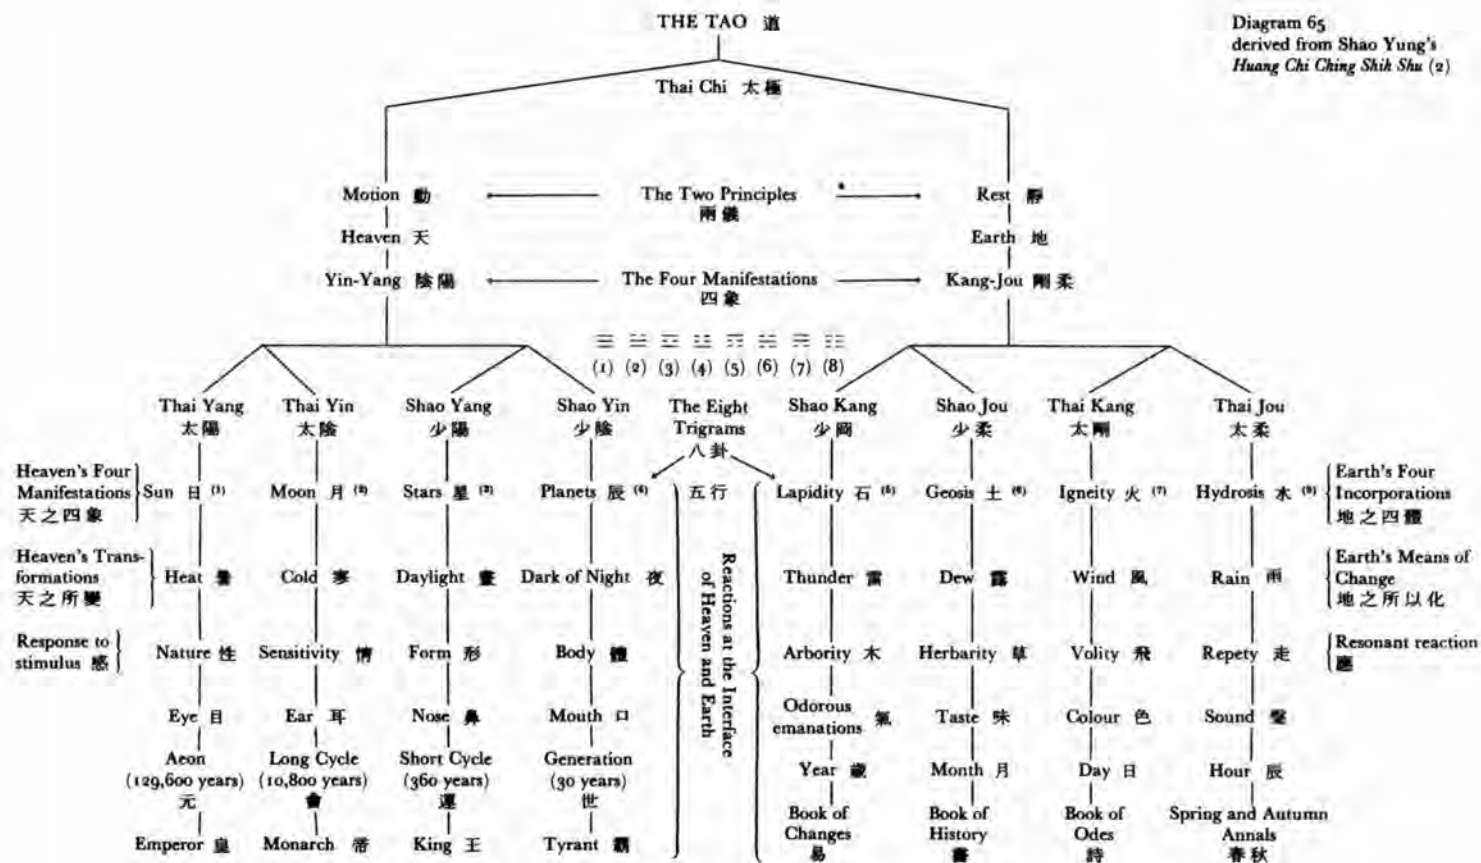 THE TAO 道
Diagram 65
derived from Shao Yung's
Huang Chi Ching Shih Shu (2)
Thai Chi 太極
Motion 動
The Two Principles
兩儀
Rest 靜
Heaven 天
Earth 地
Yin-Yang 陰陽
The Four Manifestations
四象
Kang-Jou 剛柔
☰ ☱ ☲ ☳ ☴ ☵ ☶ ☷
(1) (2) (3) (4) (5) (6) (7) (8)
Thai Yang
太陽
Thai Yin
太陰
Shao Yang
少陽
Shao Yin
少陰
The Eight
Trigrams
八卦
Shao Kang
少岡
Shao Jou
少柔
Thai Kang
太剛
Thai Jou
太柔
Heaven's Four
Manifestations
天之四象
Sun 日 (1)
Moon 月 (2)
Stars 星 (3)
Planets 辰 (4)
五行
Lapidity 石 (5)
Geosis 土 (6)
Igneity 火 (7)
Hydrosis 水
Earth's Four
Incorporations
地之四體
Heaven's Trans-
formations
天之所變
Heat 暑
Cold 寒
Daylight 晝
Dark of Night 夜
Reactions at the Interface
of Heaven and Earth
Thunder 雷
Dew 露
Wind 風
Rain 雨
Earth's Means of
Change
地之所以化
Response to
stimulus 感
Nature 性
Sensitivity 情
Form 形
Body 體
Arbority 木
Herbarity 草
Volity 飛
Repety 走
Resonant reaction
應
Eye 目
Ear 耳
Nose 鼻
Mouth 口
Odorous
emanations 氣
Taste 味
Colour 色
Sound 聲
Aeon
(129,600 years)
元
Long Cycle
(10,800 years)
會
Short Cycle
(360 years)
運
Generation
(30 years)
世
Year 歲
Month 月
Day 日
Hour 辰
Emperor 皇
Monarch 帝
King 王
Tyrant 霸
Book of
Changes
易
Book of
History
書
Book of
Odes
詩
Spring and Autumn
Annals
春秋